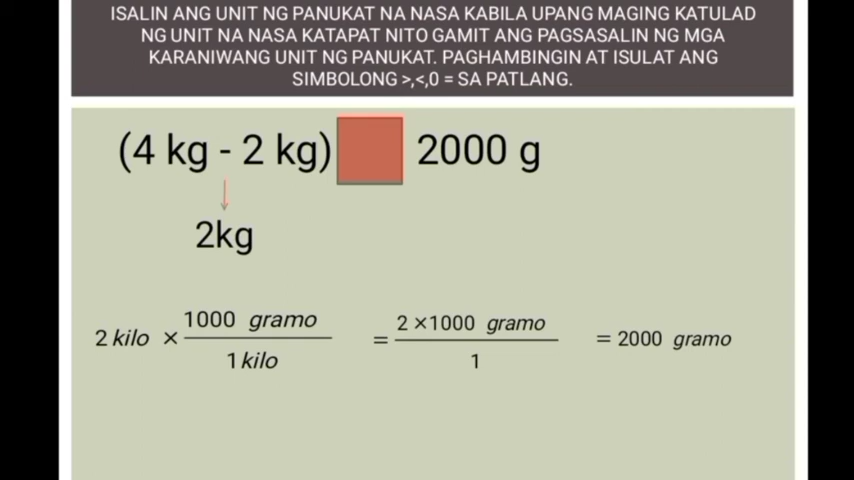 ISALIN ANG UNIT NG PANUKAT NA NASA KABILA UPANG MAGING KATULAD
NG UNIT NA NASA KATAPAT NITO GAMIT ANG PAGSASALIN NG MGA
KARANIWANG UNIT NG PANUKAT. PAGHAMBINGIN AT ISULAT ANG
SIMBOLONG >,<,0 = SA PATLANG.
(4 kg - 2 kg) 2000 g
2kg
2 kilo × 1000 gramo / 1 kilo = 2 ×1000 gramo / 1 = 2000 gramo